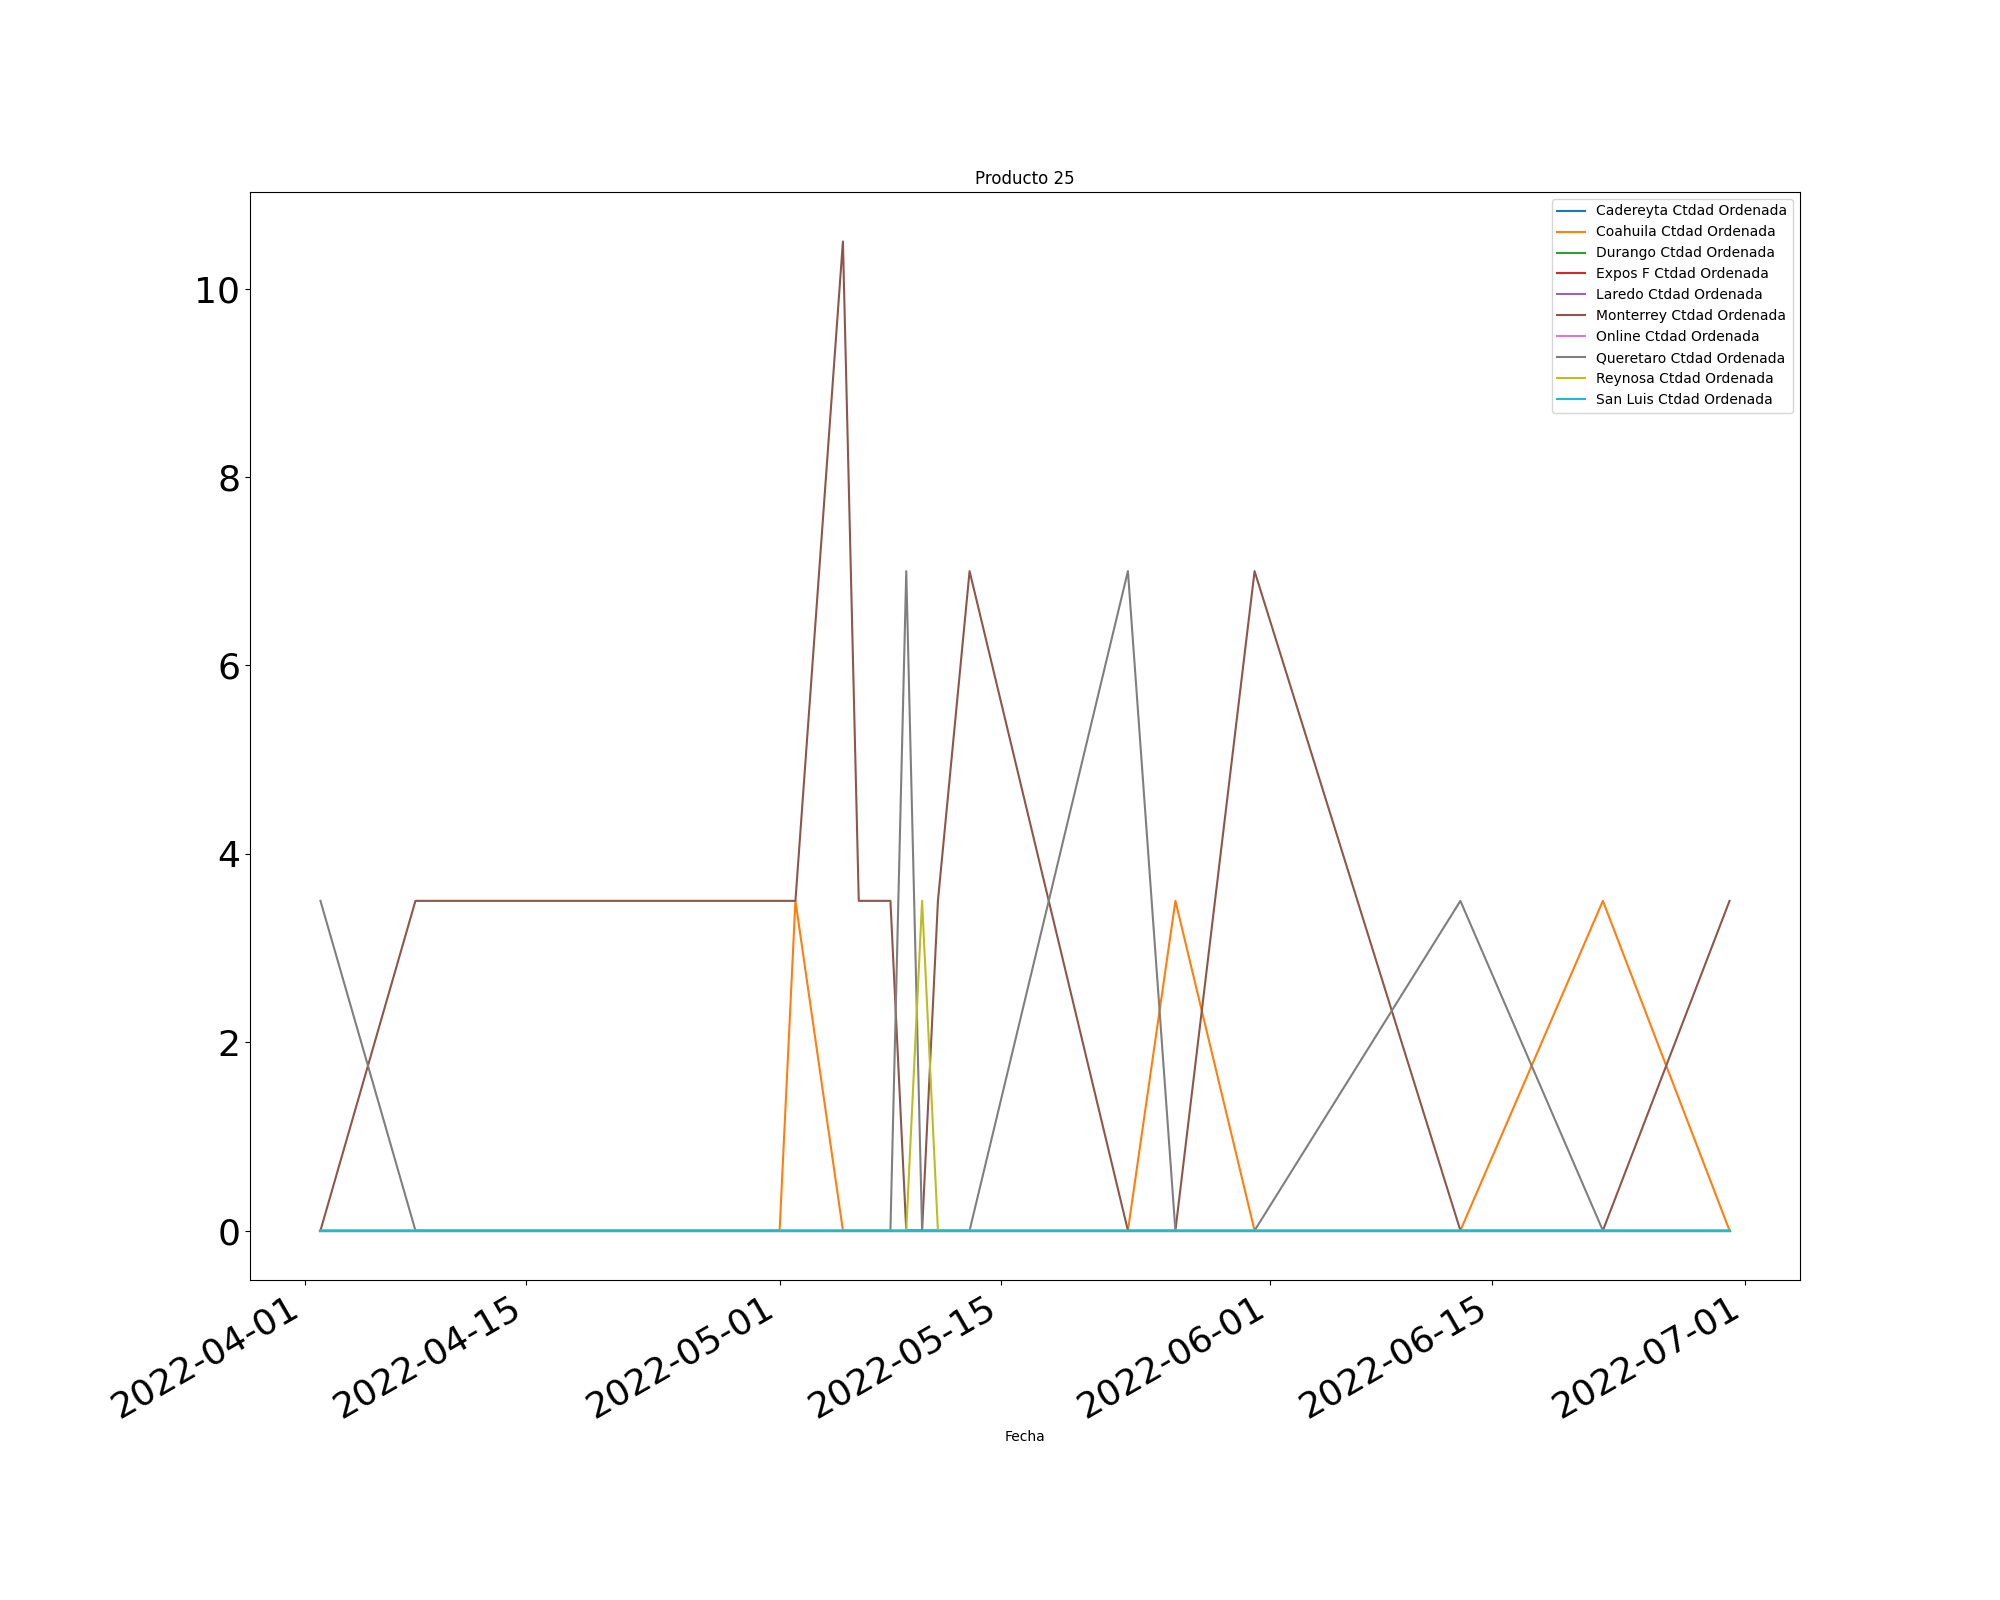 Producto 25
Cadereyta Ctdad Ordenada
Coahuila Ctdad Ordenada
Durango Ctdad Ordenada
Expos F Ctdad Ordenada
Laredo Ctdad Ordenada
Monterrey Ctdad Ordenada
Online Ctdad Ordenada
Queretaro Ctdad Ordenada
Reynosa Ctdad Ordenada
San Luis Ctdad Ordenada
10
8
6
4
2
0
2022-04-01
2022-04-15
2022-05-01
2022-05-15
2022-06-01
2022-06-15
2022-07-01
Fecha